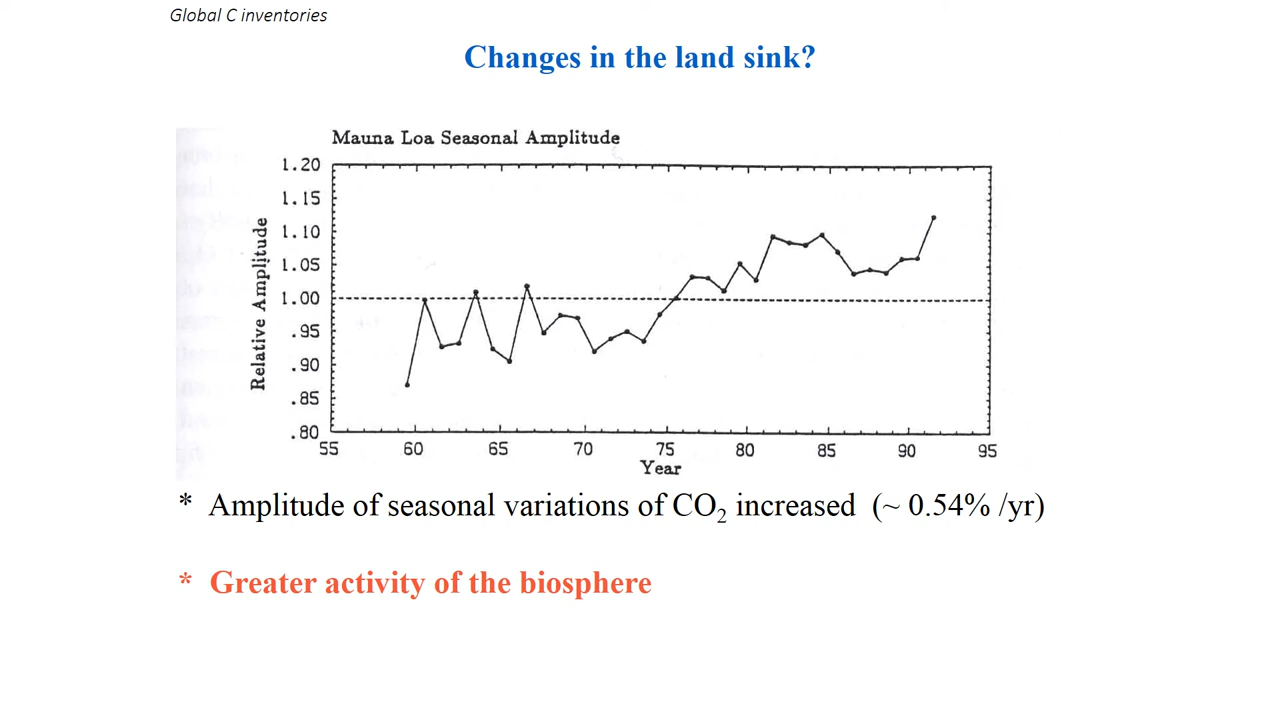 Global C inventories
Changes in the land sink?
Mauna Loa Seasonal Amplitude
1.20
1.15
1.10
1.05
1.00
.95
.90
.85
.80
Relative Amplitude
55 60 65 70 75 80 85 90 95
Year
* Amplitude of seasonal variations of CO2 increased (~ 0.54% /yr)
* Greater activity of the biosphere